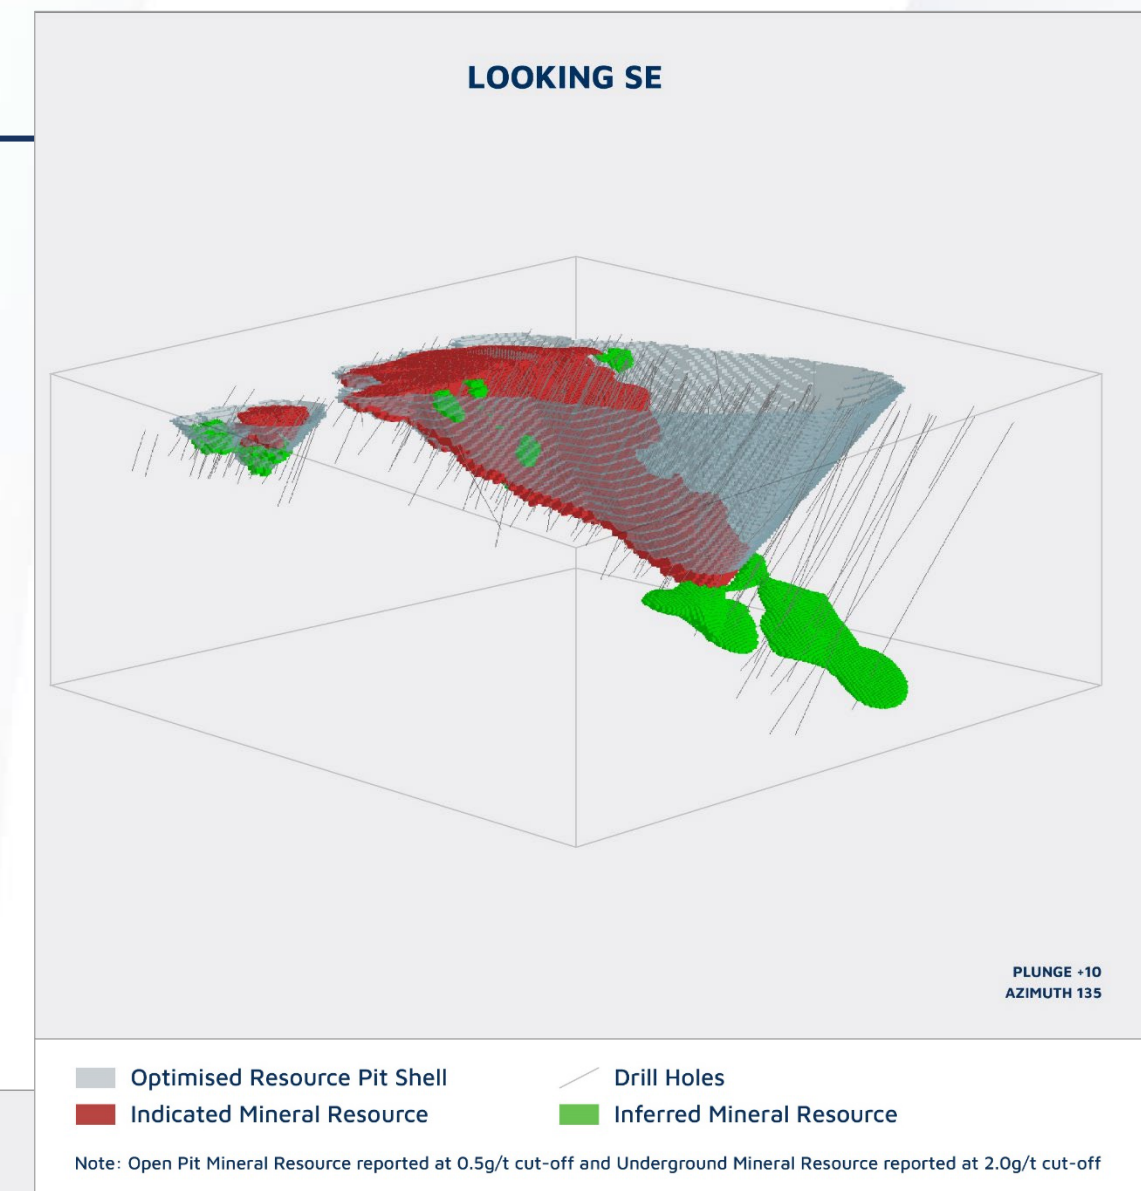 LOOKING SE
PLUNGE +10
AZIMUTH 135
Optimised Resource Pit Shell
Drill Holes
Indicated Mineral Resource
Inferred Mineral Resource
Note: Open Pit Mineral Resource reported at 0.5g/t cut-off and Underground Mineral Resource reported at 2.0g/t cut-off